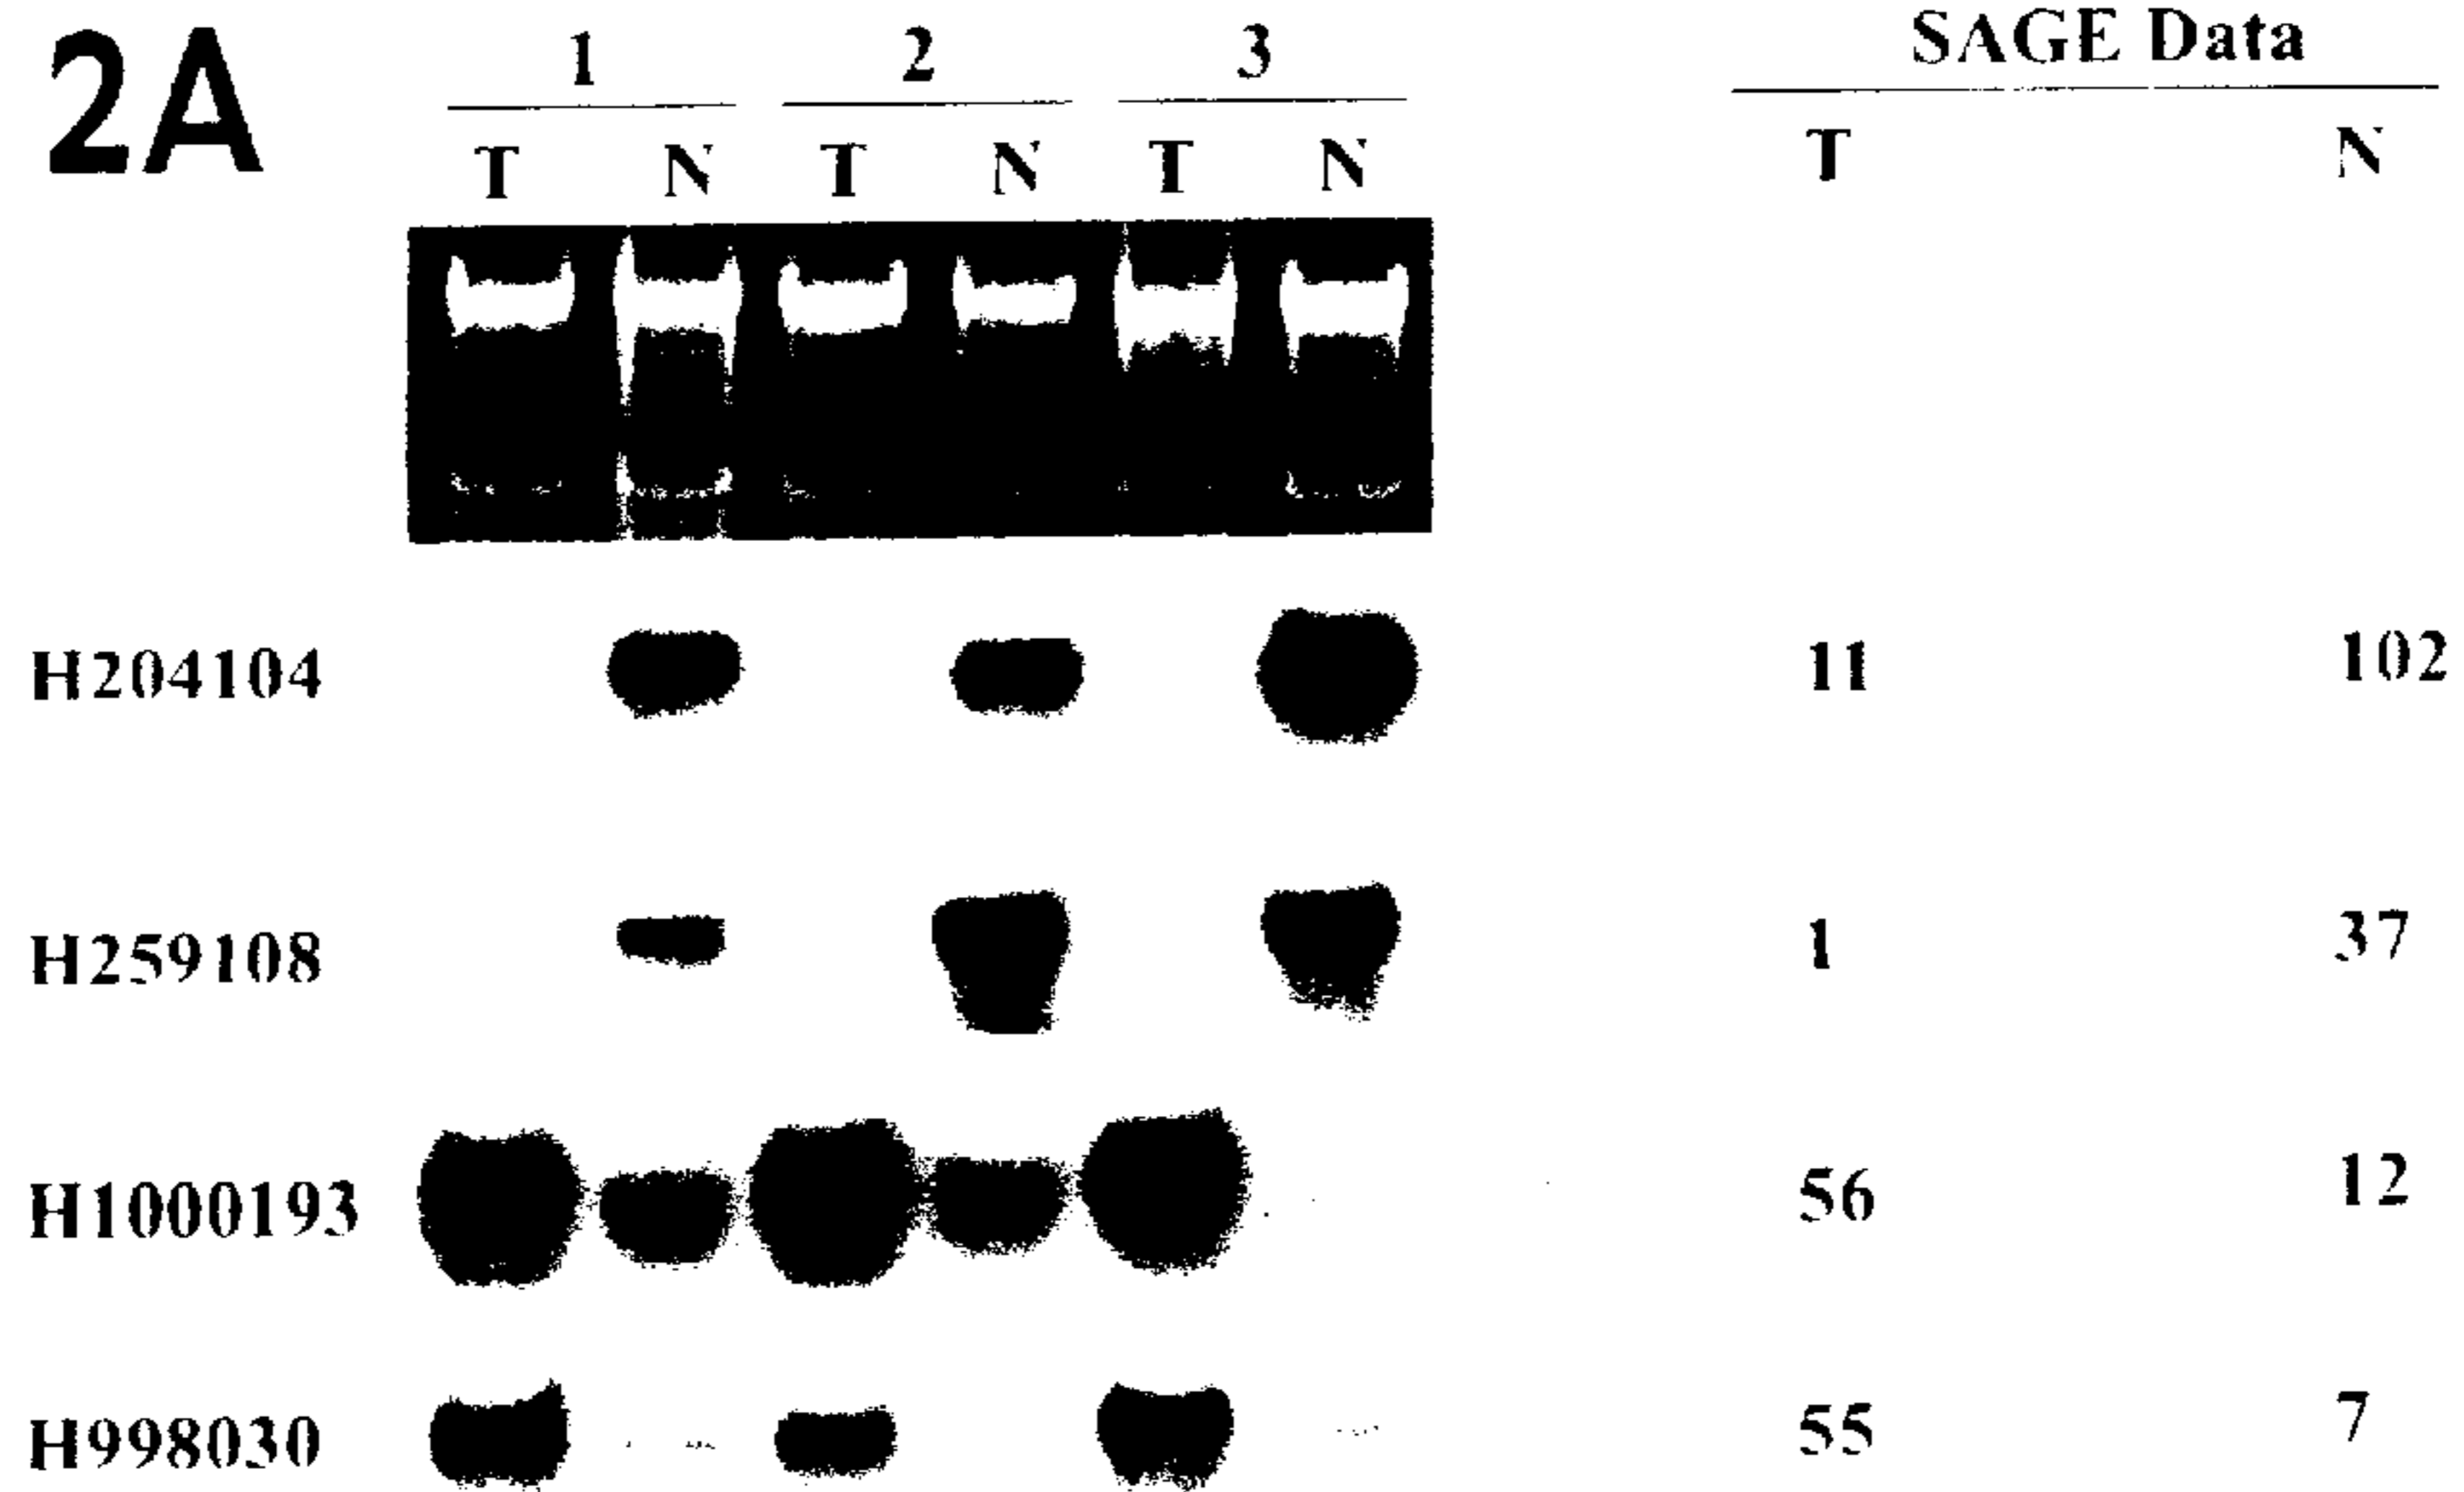 2A
1 2 3 SAGE Data
T N T N T N T N
H204104 11 102
H259108 1 37
H1000193 56 12
H998030 55 7